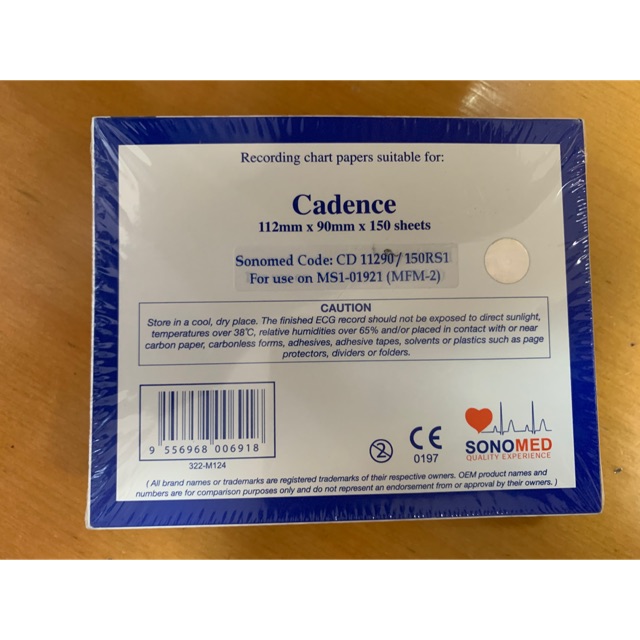 Recording chart papers suitable for:
Cadence
112mm x 90mm x 150 sheets
Sonomed Code: CD 11290/150RS1
For use on MS1-01921 (MFM-2)
CAUTION
Store in a cool, dry place. The finished ECG record should not be exposed to direct sunlight,
temperatures over 38°C, relative humidities over 65% and/or placed in contact with or near
carbon paper, carbonless forms, adhesives, adhesive tapes, solvents or plastics such as page
protectors, dividers or folders.
9 556968 006918
322-M124
2
CE
0197
SONOMED
QUALITY EXPERIENCE
( All brand names or trademarks are registered trademarks of their respective owners. OEM product names and
numbers are for comparison purposes only and do not represent an endorsement from or approval by their owners. )